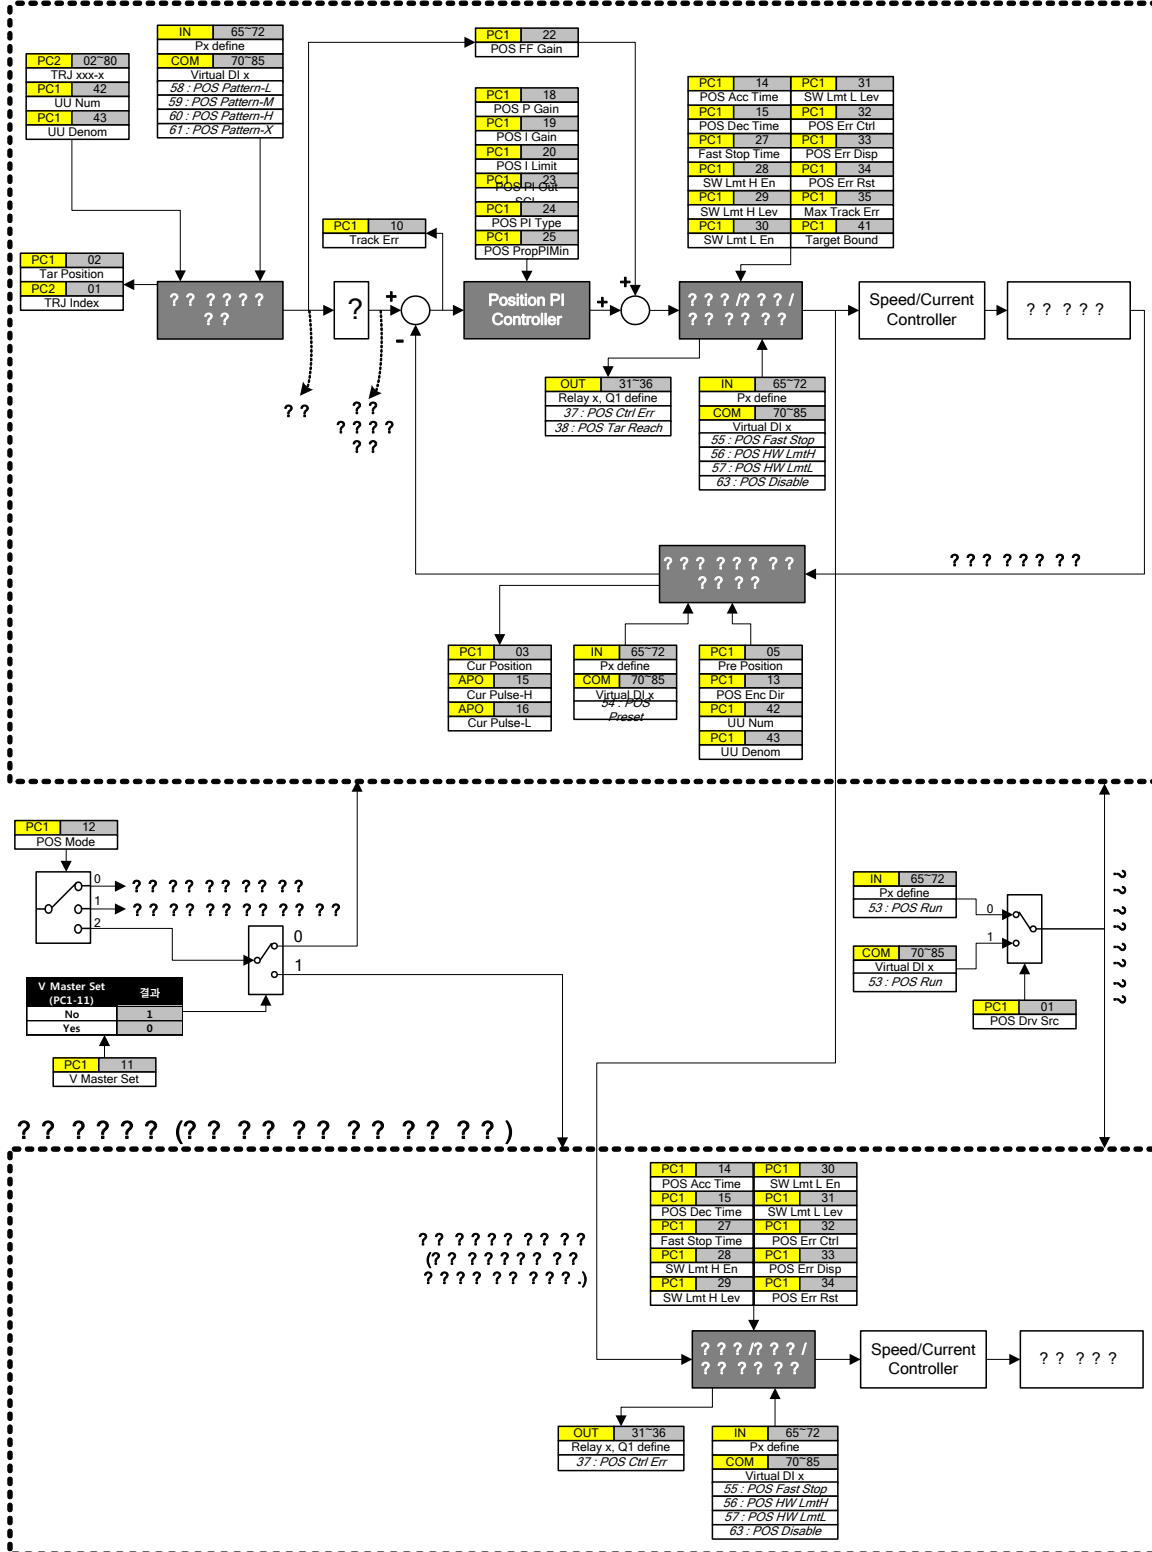 IN 65~72
Px define
COM 70~85
Virtual DI x
58 : POS Pattern-L
59 : POS Pattern-M
60 : POS Pattern-H
61 : POS Pattern-X
PC2 02~80
TRJ xxx-x
PC1 42
UU Num
PC1 43
UU Denom
PC1 22
POS FF Gain
PC1 18
POS P Gain
PC1 19
POS I Gain
PC1 20
POS I Limit
PC1 23
POS PI Out
PC1 24
POS PI Type
PC1 25
POS PropPIMin
PC1 14
POS Acc Time
PC1 15
POS Dec Time
PC1 27
Fast Stop Time
PC1 28
SW Lmt H En
PC1 29
SW Lmt H Lev
PC1 30
SW Lmt L En
PC1 31
SW Lmt L Lev
PC1 32
POS Err Ctrl
PC1 33
POS Err Disp
PC1 34
POS Err Rst
PC1 35
Max Track Err
PC1 41
Target Bound
PC1 10
Track Err
PC1 02
Tar Position
PC2 01
TRJ Index
? ? ? ? ? ?
? ?
?
+
-
Position PI
Controller
+
+
? ? ? /? ? ? /
? ? ? ? ? ?
Speed/Current
Controller
? ? ? ? ?
? ?
? ?
? ? ? ?
? ?
OUT 31~36
Relay x, Q1 define
37 : POS Ctrl Err
38 : POS Tar Reach
IN 65~72
Px define
COM 70~85
Virtual DI x
55 : POS Fast Stop
56 : POS HW LmtH
57 : POS HW LmtL
63 : POS Disable
? ? ? ? ? ? ? ?
? ? ? ? ? ? ? ?
? ? ? ?
PC1 03
Cur Position
APO 15
Cur Pulse-H
APO 16
Cur Pulse-L
IN 65~72
Px define
COM 70~85
Virtual DI x
54 : POS
Preset
PC1 05
Pre Position
PC1 13
POS Enc Dir
PC1 42
UU Num
PC1 43
UU Denom
PC1 12
POS Mode
0 ? ? ? ? ? ? ? ? ? ?
1 ? ? ? ? ? ? ? ? ? ? ? ?
2
0
1
V Master Set
(PC1-11) 결과
No 1
Yes 0
PC1 11
V Master Set
IN 65~72
Px define
53 : POS Run
0
1
COM 70~85
Virtual DI x
53 : POS Run
PC1 01
POS Drv Src
? ? ? ? ? ? ? ?
? ? ? ? ? ? (? ? ? ? ? ? ? ? ? ? ? ?)
PC1 14
POS Acc Time
PC1 15
POS Dec Time
PC1 27
Fast Stop Time
PC1 28
SW Lmt H En
PC1 29
SW Lmt H Lev
PC1 30
SW Lmt L En
PC1 31
SW Lmt L Lev
PC1 32
POS Err Ctrl
PC1 33
POS Err Disp
PC1 34
POS Err Rst
? ? ? ? ? ? ? ? ? ?
(? ? ? ? ? ? ? ? ?
? ? ? ? ? ? ? ? ? .)
? ? ? /? ? ? /
? ? ? ? ? ?
Speed/Current
Controller
? ? ? ? ?
OUT 31~36
Relay x, Q1 define
37 : POS Ctrl Err
IN 65~72
Px define
COM 70~85
Virtual DI x
55 : POS Fast Stop
56 : POS HW LmtH
57 : POS HW LmtL
63 : POS Disable